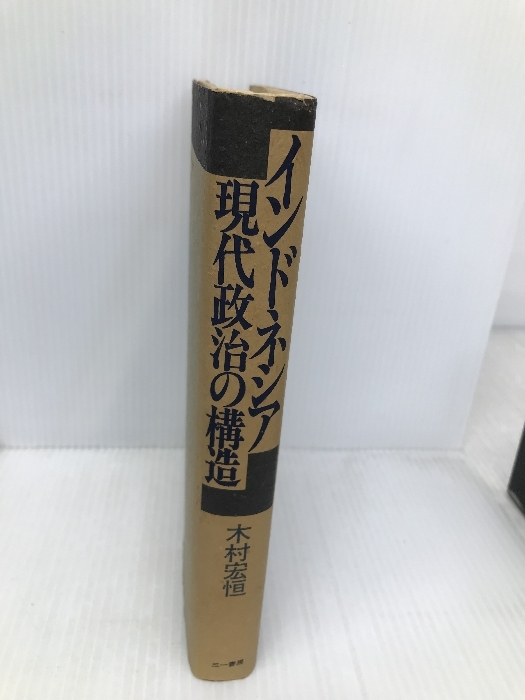 インドネシア
現代政治の構造
木村宏恒
三一書房